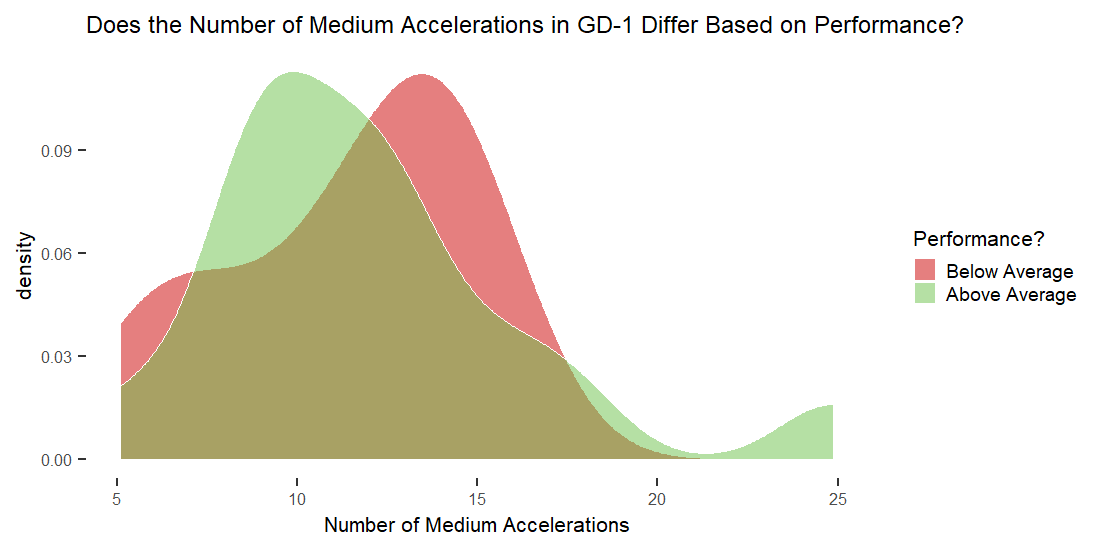 Does the Number of Medium Accelerations in GD-1 Differ Based on Performance?
density
0.09
0.06
0.03
0.00
5 10 15 20 25
Number of Medium Accelerations
Performance?
Below Average
Above Average